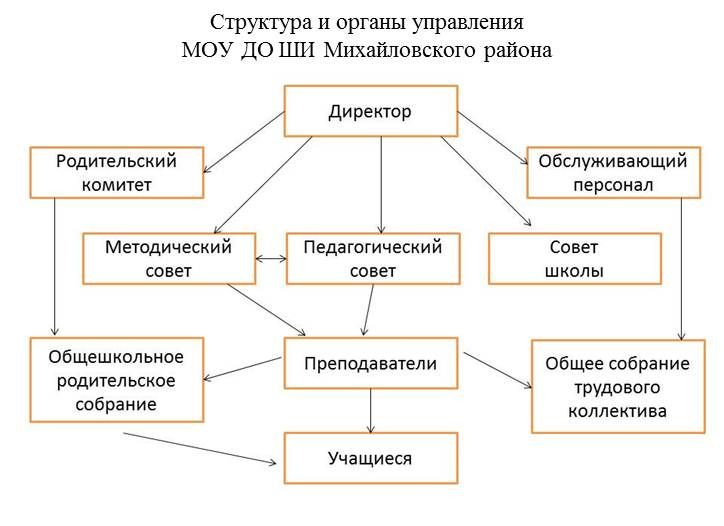 Структура и органы управления
МОУ ДО ШИ Михайловского района
Директор
Родительский
комитет
Обслуживающий
персонал
Методический
совет
Педагогический
совет
Совет
школы
Общешкольное
родительское
собрание
Преподаватели
Общее собрание
трудового
коллектива
Учащиеся